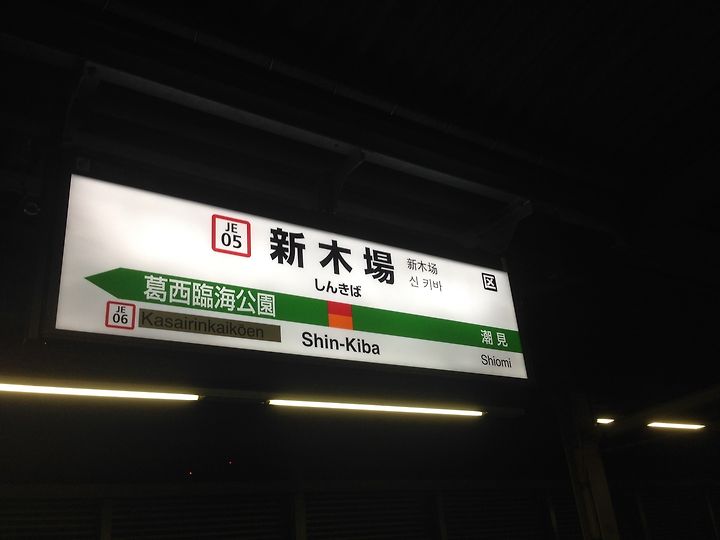 JE
05
新木場
新木场
신키바
区
しんきば
葛西臨海公園
潮見
JE
06
Kasairinkaikōen
Shin-Kiba
Shiomi